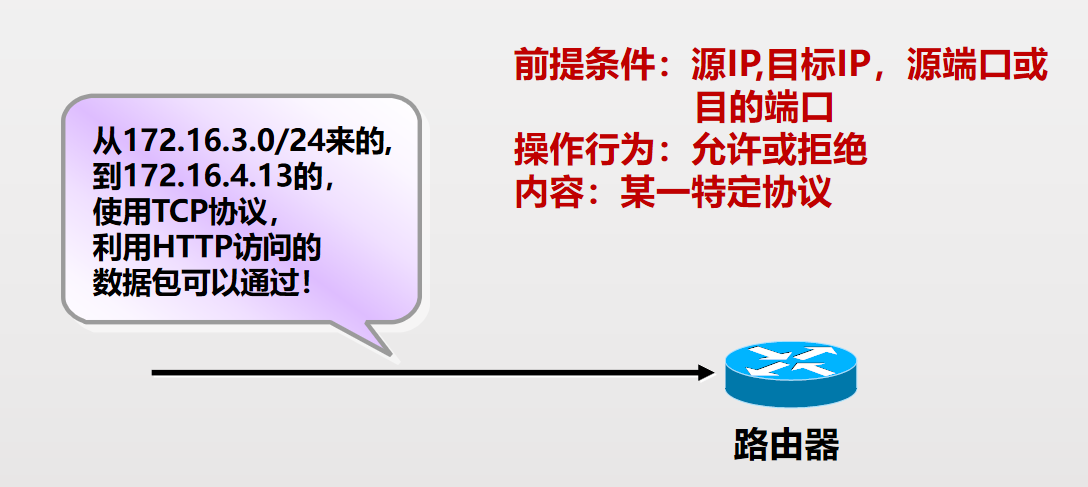 前提条件：源IP,目标IP，源端口或
目的端口
操作行为：允许或拒绝
内容：某一特定协议
从172.16.3.0/24来的,
到172.16.4.13的，
使用TCP协议，
利用HTTP访问的
数据包可以通过！
路由器